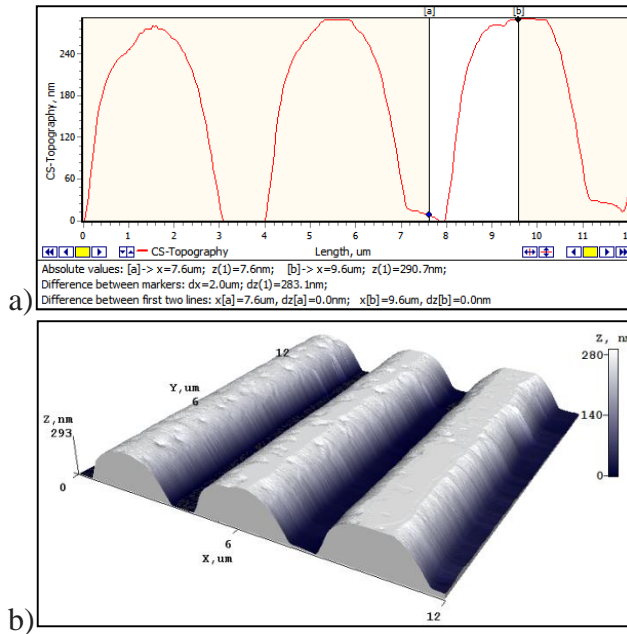 a)
[a] [b]
CS-Topography, nm
240
180
120
60
0
0 1 2 3 4 5 6 7 8 9 10 11 12
CS-Topography Length, um
Absolute values: [a]-> x=7.6um; z(1)=7.6nm; [b]-> x=9.6um; z(1)=290.7nm;
Difference between markers: dx=2.0um; dz(1)=283.1nm;
Difference between first two lines: x[a]=7.6um, dz[a]=0.0nm; x[b]=9.6um, dz[b]=0.0nm
b)
Z, nm
280
140
0
12
Y,um
6
Z,nm
293
0
6
X,um
12